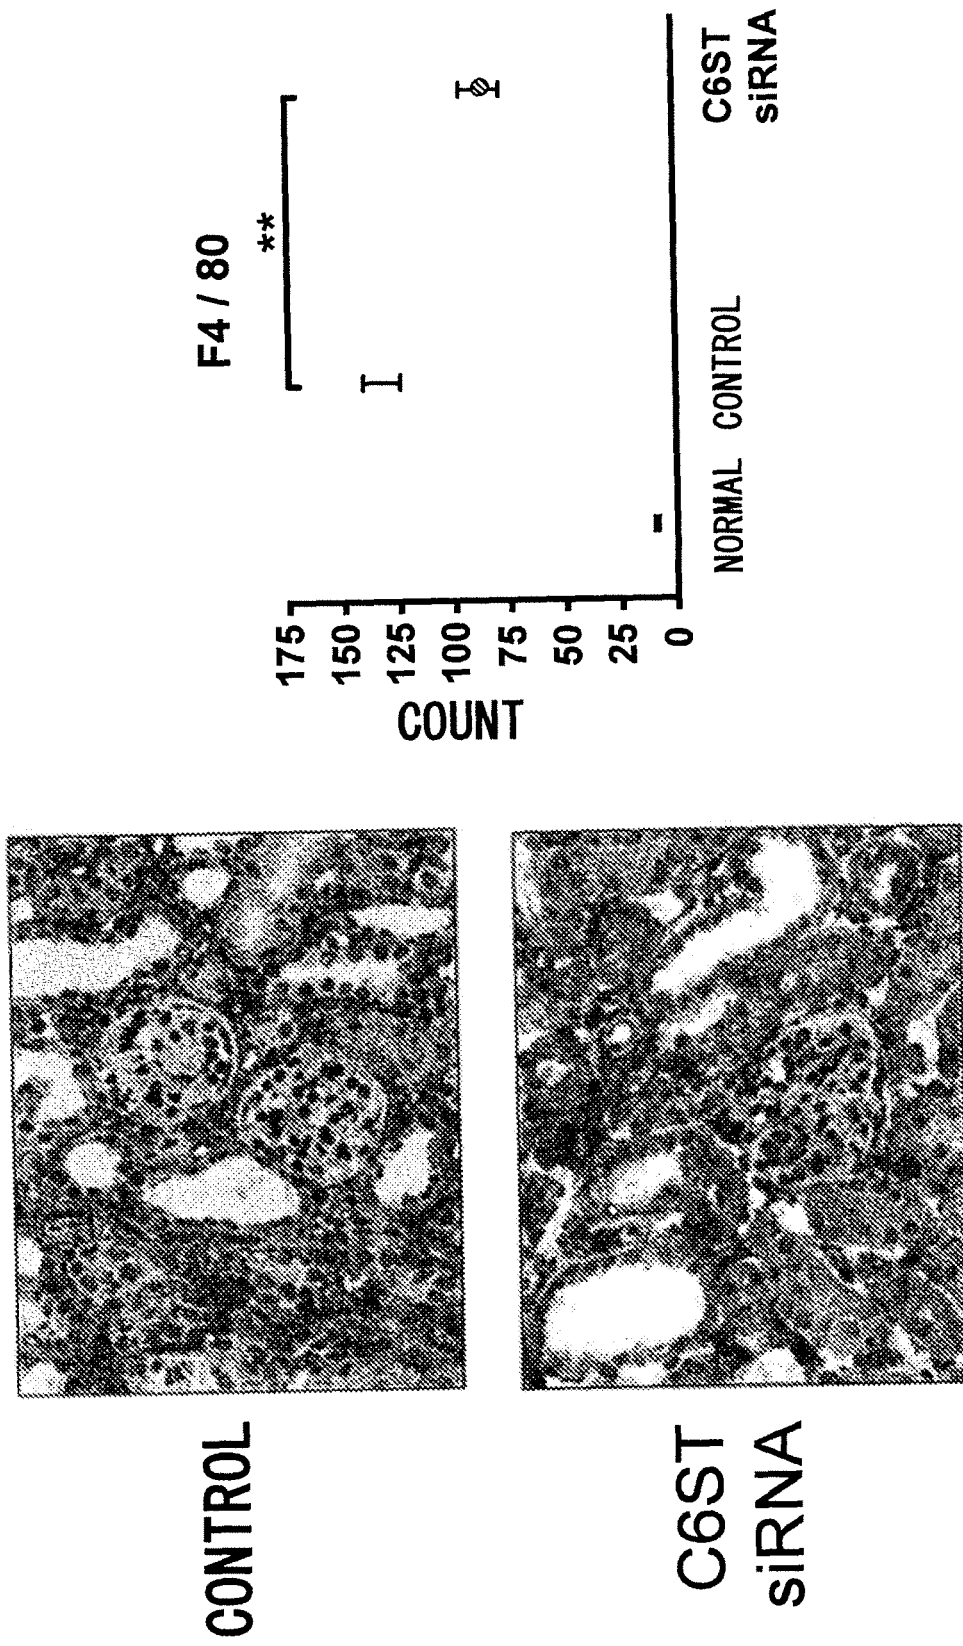 CONTROL
C6ST
siRNA
F4 / 80
**
COUNT
175
150
125
100
75
50
25
0
NORMAL CONTROL
C6ST
siRNA